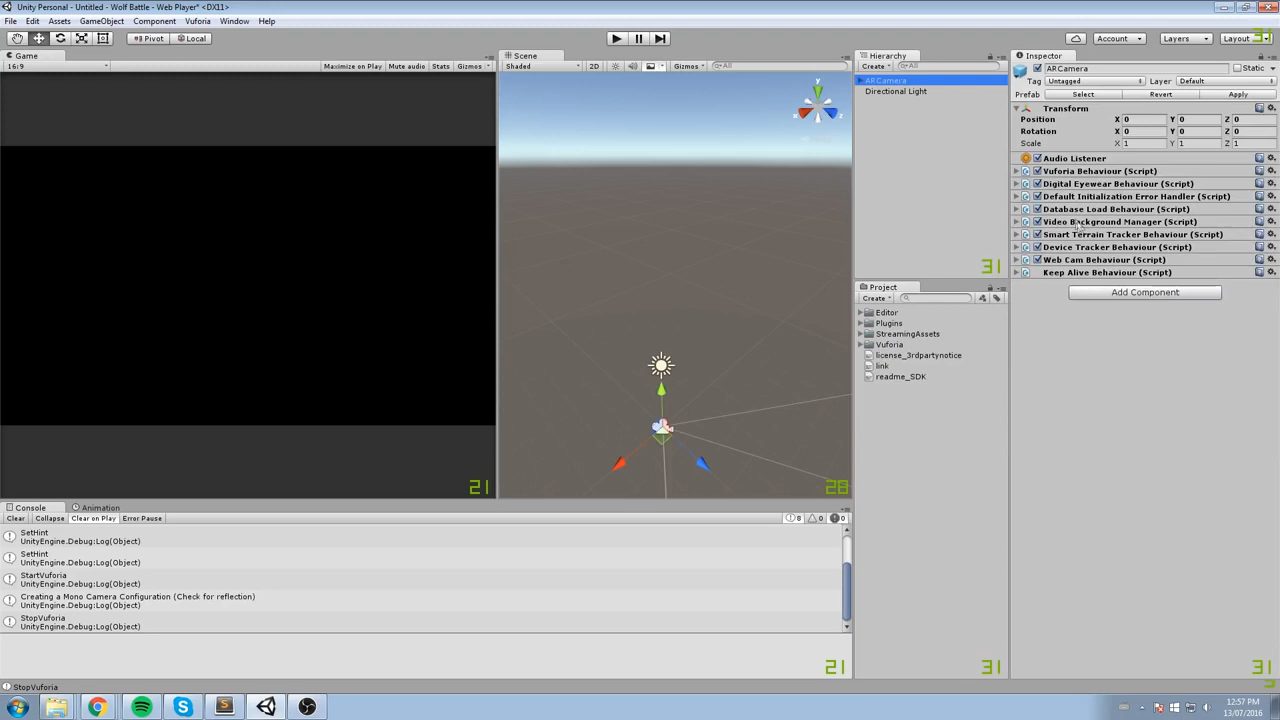 Unity Personal - Untitled - Wolf Battle - Web Player* <DX11>
File Edit Assets GameObject Component Vuforia Window Help
Pivot Local Account Layers Layout
31
Game Scene Hierarchy Inspector
16:9 Maximize on Play Mute audio Stats Gizmos Shaded 2D Gizmos All Create All
ARCamera Static
ARCamera
Tag Untagged Layer Default
Directional Light
Prefab Select Revert Apply
y
x z
Transform
Position X 0 Y 0 Z 0
Rotation X 0 Y 0 Z 0
Scale X 1 Y 1 Z 1
Audio Listener
Vuforia Behaviour (Script)
Digital Eyewear Behaviour (Script)
Default Initialization Error Handler (Script)
Database Load Behaviour (Script)
Video Background Manager (Script)
Smart Terrain Tracker Behaviour (Script)
Device Tracker Behaviour (Script)
Web Cam Behaviour (Script)
Keep Alive Behaviour (Script)
31
Project
Add Component
Create
Editor
Plugins
StreamingAssets
Vuforia
license_3rdpartynotice
link
readme_SDK
21
28
Console Animation
Clear Collapse Clear on Play Error Pause 8 0 0
SetHint
UnityEngine.Debug:Log(Object)
SetHint
UnityEngine.Debug:Log(Object)
StartVuforia
UnityEngine.Debug:Log(Object)
Creating a Mono Camera Configuration (Check for reflection)
UnityEngine.Debug:Log(Object)
StopVuforia
UnityEngine.Debug:Log(Object)
21
31
31
StopVuforia
12:57 PM
13/07/2016